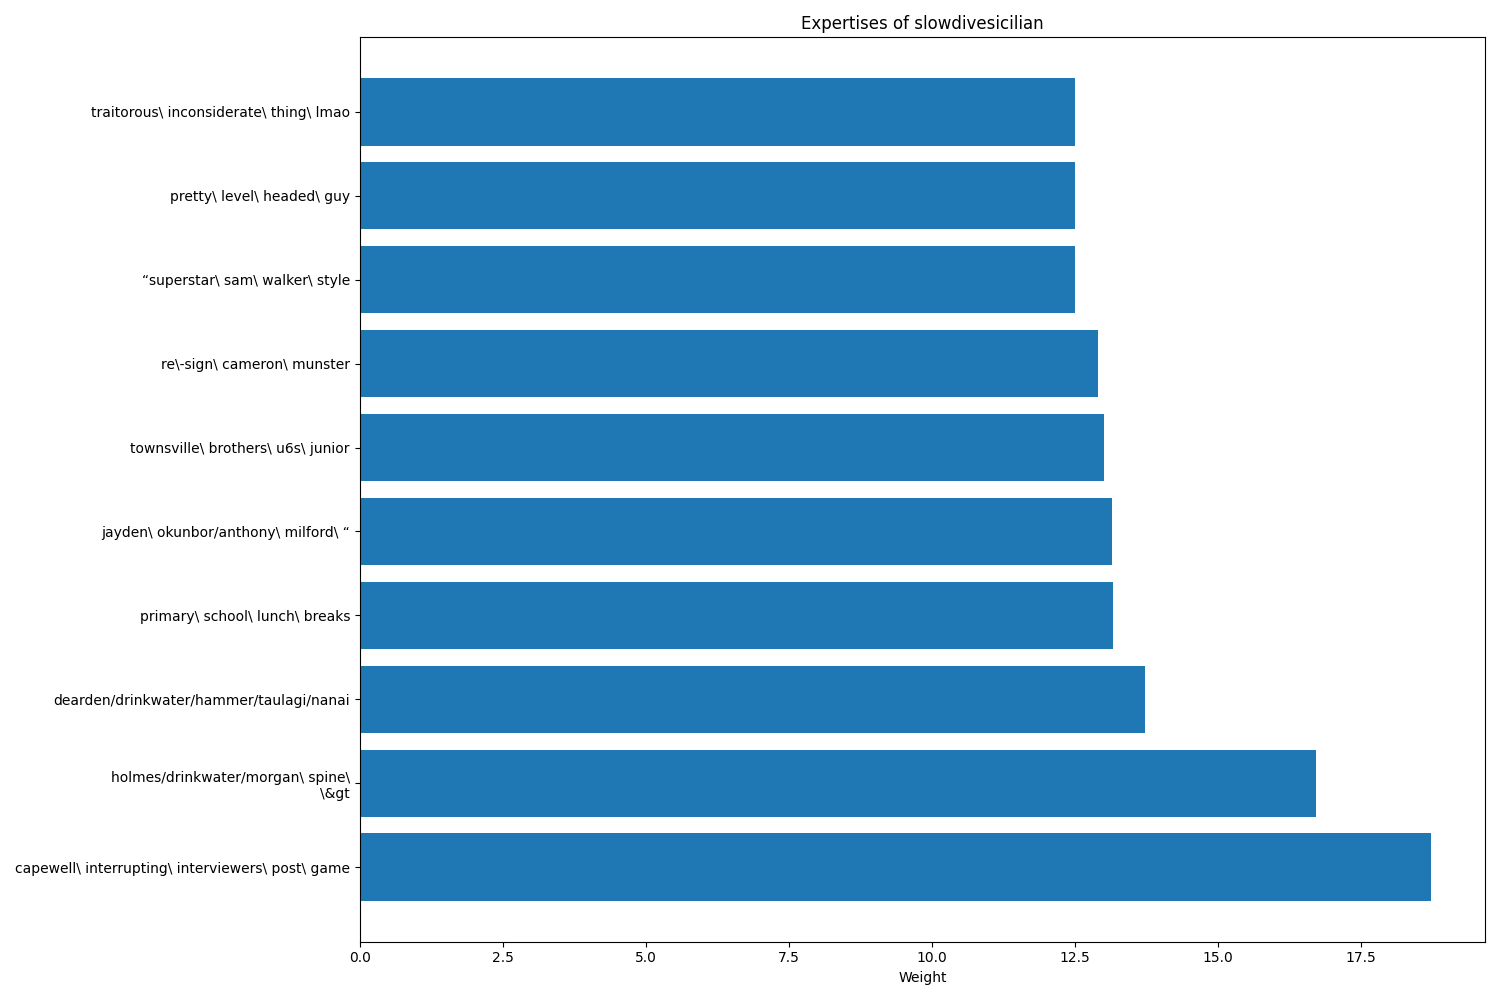 Expertises of slowdivesicilian
traitorous\ inconsiderate\ thing\ lmao
pretty\ level\ headed\ guy
“superstar\ sam\ walker\ style
re\-sign\ cameron\ munster
townsville\ brothers\ u6s\ junior
jayden\ okunbor/anthony\ milford\ “
primary\ school\ lunch\ breaks
dearden/drinkwater/hammer/taulagi/nanai
holmes/drinkwater/morgan\ spine\
\&gt
capewell\ interrupting\ interviewers\ post\ game
0.0 2.5 5.0 7.5 10.0 12.5 15.0 17.5
Weight